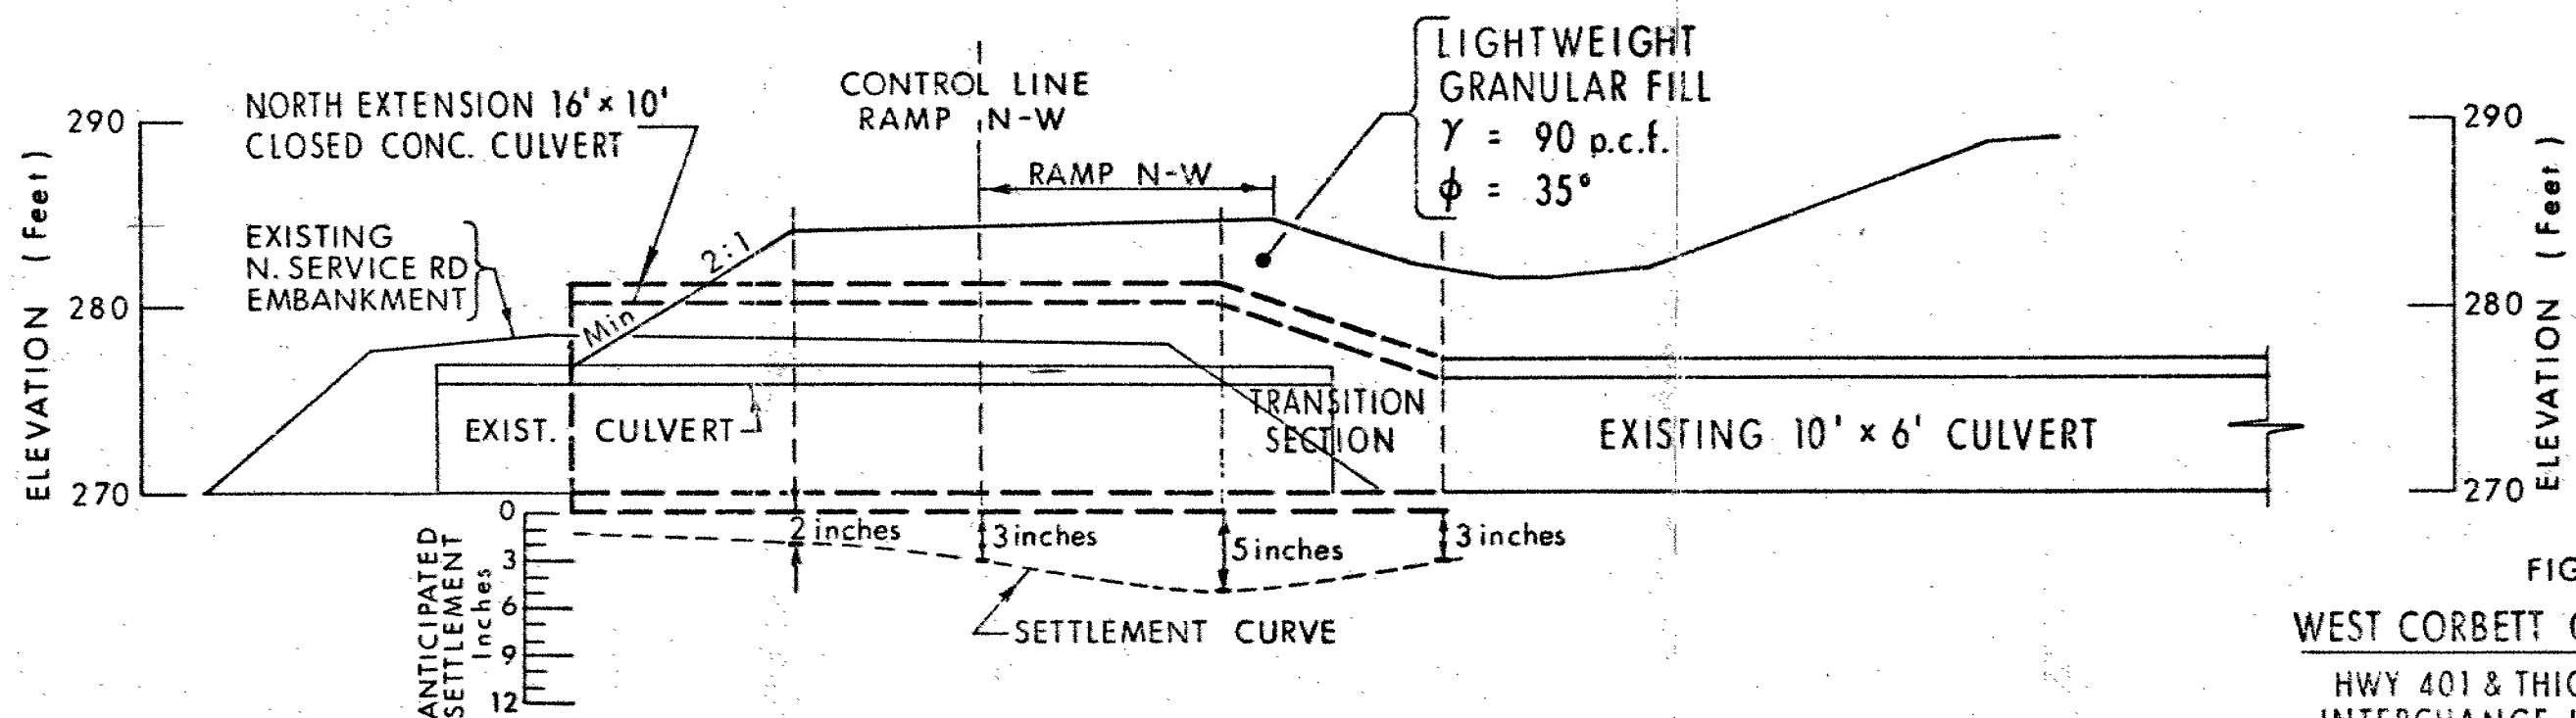 NORTH EXTENSION 16' × 10'
CLOSED CONC. CULVERT
CONTROL LINE
RAMP N-W
LIGHTWEIGHT
GRANULAR FILL
γ = 90 p.c.f.
ϕ = 35°
RAMP N-W
EXISTING
N. SERVICE RD
EMBANKMENT
ELEVATION (Feet)
290
280
270
2:1
Min
EXIST. CULVERT
TRANSITION
SECTION
EXISTING 10' × 6' CULVERT
290
280
270
ELEVATION (Feet)
ANTICIPATED
SETTLEMENT
Inches
0
3
6
9
12
2 inches
3 inches
5 inches
3 inches
SETTLEMENT CURVE
FIG
WEST CORBETT
HWY 401 &